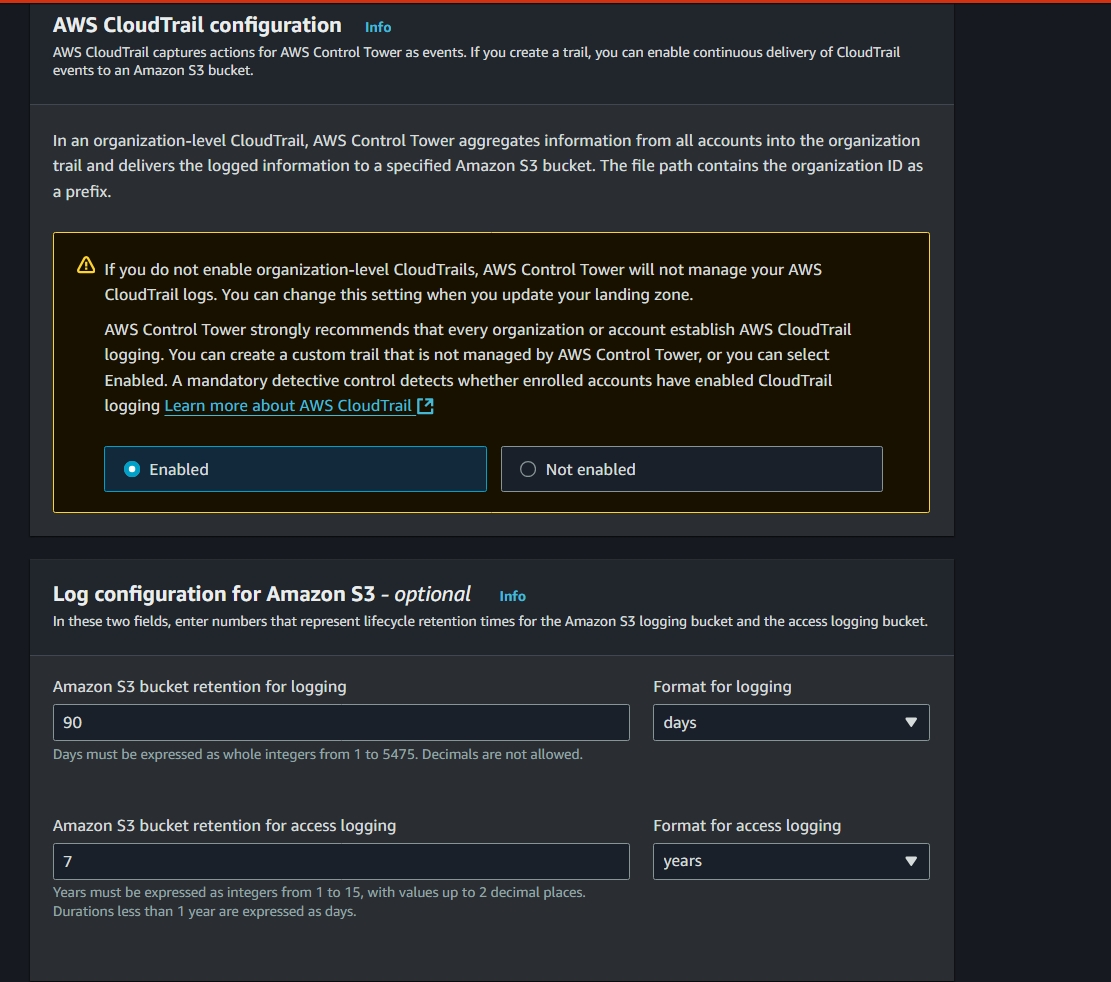 AWS CloudTrail configuration Info
AWS CloudTrail captures actions for AWS Control Tower as events. If you create a trail, you can enable continuous delivery of CloudTrail
events to an Amazon S3 bucket.
In an organization-level CloudTrail, AWS Control Tower aggregates information from all accounts into the organization
trail and delivers the logged information to a specified Amazon S3 bucket. The file path contains the organization ID as
a prefix.
If you do not enable organization-level CloudTrails, AWS Control Tower will not manage your AWS
CloudTrail logs. You can change this setting when you update your landing zone.
AWS Control Tower strongly recommends that every organization or account establish AWS CloudTrail
logging. You can create a custom trail that is not managed by AWS Control Tower, or you can select
Enabled. A mandatory detective control detects whether enrolled accounts have enabled CloudTrail
logging Learn more about AWS CloudTrail
Enabled Not enabled
Log configuration for Amazon S3 - optional Info
In these two fields, enter numbers that represent lifecycle retention times for the Amazon S3 logging bucket and the access logging bucket.
Amazon S3 bucket retention for logging Format for logging
90 days
Days must be expressed as whole integers from 1 to 5475. Decimals are not allowed.
Amazon S3 bucket retention for access logging Format for access logging
7 years
Years must be expressed as integers from 1 to 15, with values up to 2 decimal places.
Durations less than 1 year are expressed as days.